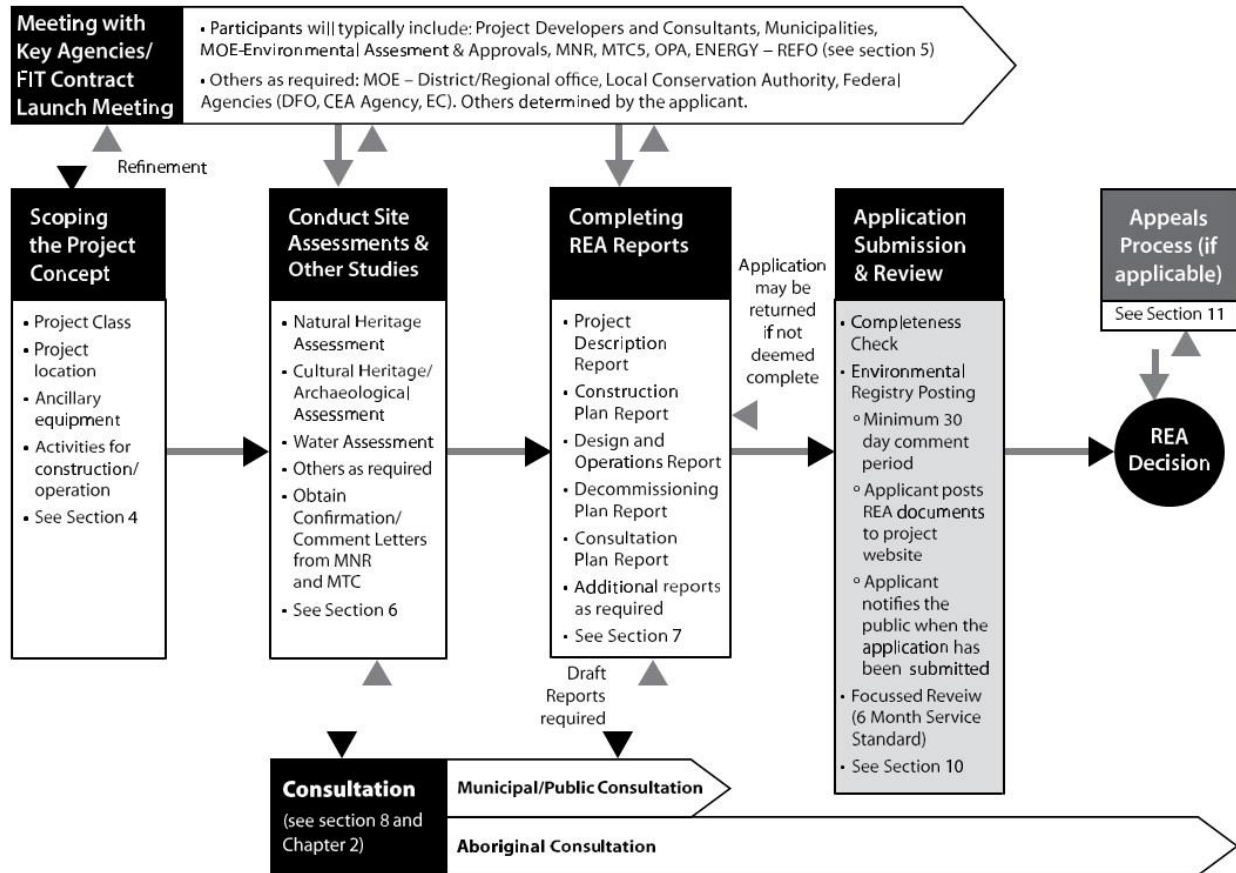 Meeting with
Key Agencies/
FIT Contract
Launch Meeting
• Participants will typically include: Project Developers and Consultants, Municipalities,
MOE-Environmental Assesment & Approvals, MNR, MTC5, OPA, ENERGY – REFO (see section 5)
• Others as required: MOE – District/Regional office, Local Conservation Authority, Federal
Agencies (DFO, CEA Agency, EC). Others determined by the applicant.
Refinement
Scoping
the Project
Concept
• Project Class
• Project
location
• Ancillary
equipment
• Activities for
construction/
operation
• See Section 4
Conduct Site
Assessments &
Other Studies
• Natural Heritage
Assessment
• Cultural Heritage/
Archaeological
Assessment
• Water Assessment
• Others as required
• Obtain
Confirmation/
Comment Letters
from MNR
and MTC
• See Section 6
Completing
REA Reports
• Project
Description
Report
• Construction
Plan Report
• Design and
Operations Report
• Decommissioning
Plan Report
• Consultation
Plan Report
• Additional reports
as required
• See Section 7
Application
may be
returned
if not
deemed
complete
Application
Submission
& Review
• Completeness
Check
• Environmental
Registry Posting
º Minimum 30
day comment
period
º Applicant posts
REA documents
to project
website
º Applicant
notifies the
public when the
application has
been submitted
• Focussed Reveiw
(6 Month Service
Standard)
• See Section 10
Appeals
Process (if
applicable)
See Section 11
REA
Decision
Draft
Reports
required
Consultation
(see section 8 and
Chapter 2)
Municipal/Public Consultation
Aboriginal Consultation